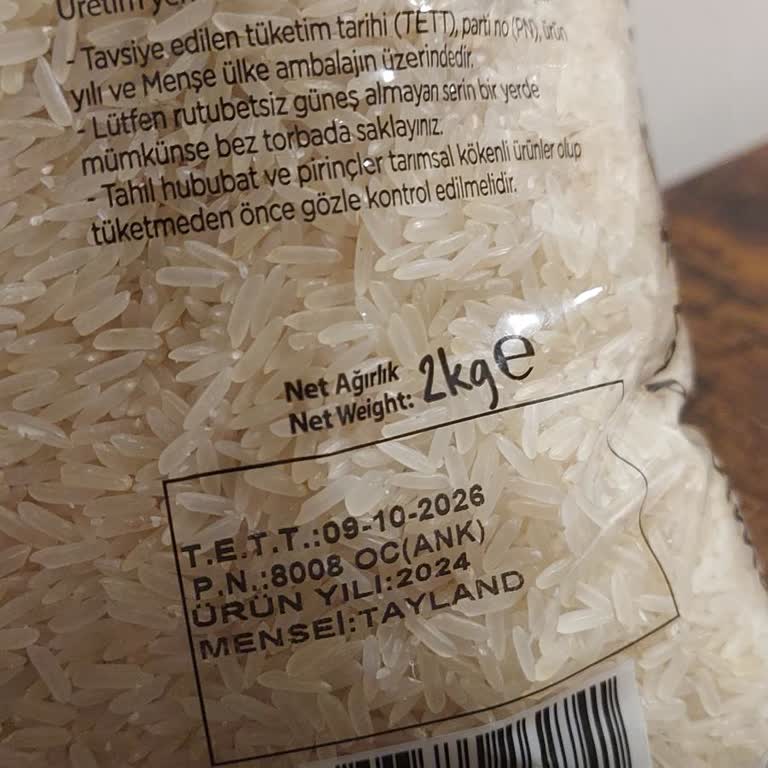 Üretim yeri
- Tavsiye edilen tüketim tarihi (TETT), parti no (PN), ürün
yılı ve Menşe ülke ambalajın üzerindedir.
- Lütfen rutubetsiz güneş almayan serin bir yerde
mümkünse bez torbada saklayınız.
- Tahıl hububat ve pirinçler tarımsal kökenli ürünler olup
tüketmeden önce gözle kontrol edilmelidir.
Net Ağırlık
Net Weight: 2kg e
T.E.T.T.:09-10-2026
P.N.:8008 OC(ANK)
ÜRÜN YILI:2024
MENSEİ:TAYLAND